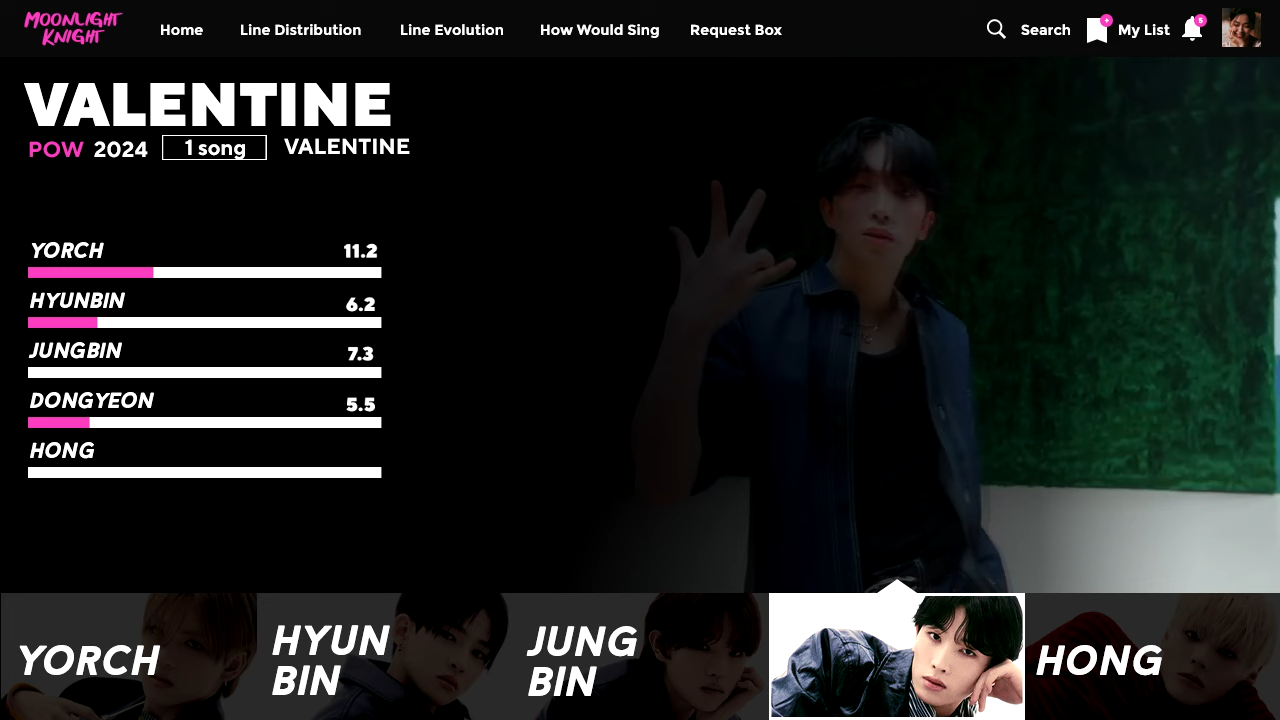 MOONLIGHT
KNIGHT
Home Line Distribution Line Evolution How Would Sing Request Box
Search + My List 5
VALENTINE
POW 2024 1 song VALENTINE
YORCH 11.2
HYUNBIN 6.2
JUNGBIN 7.3
DONGYEON 5.5
HONG
YORCH
HYUN
BIN
JUNG
BIN
HONG